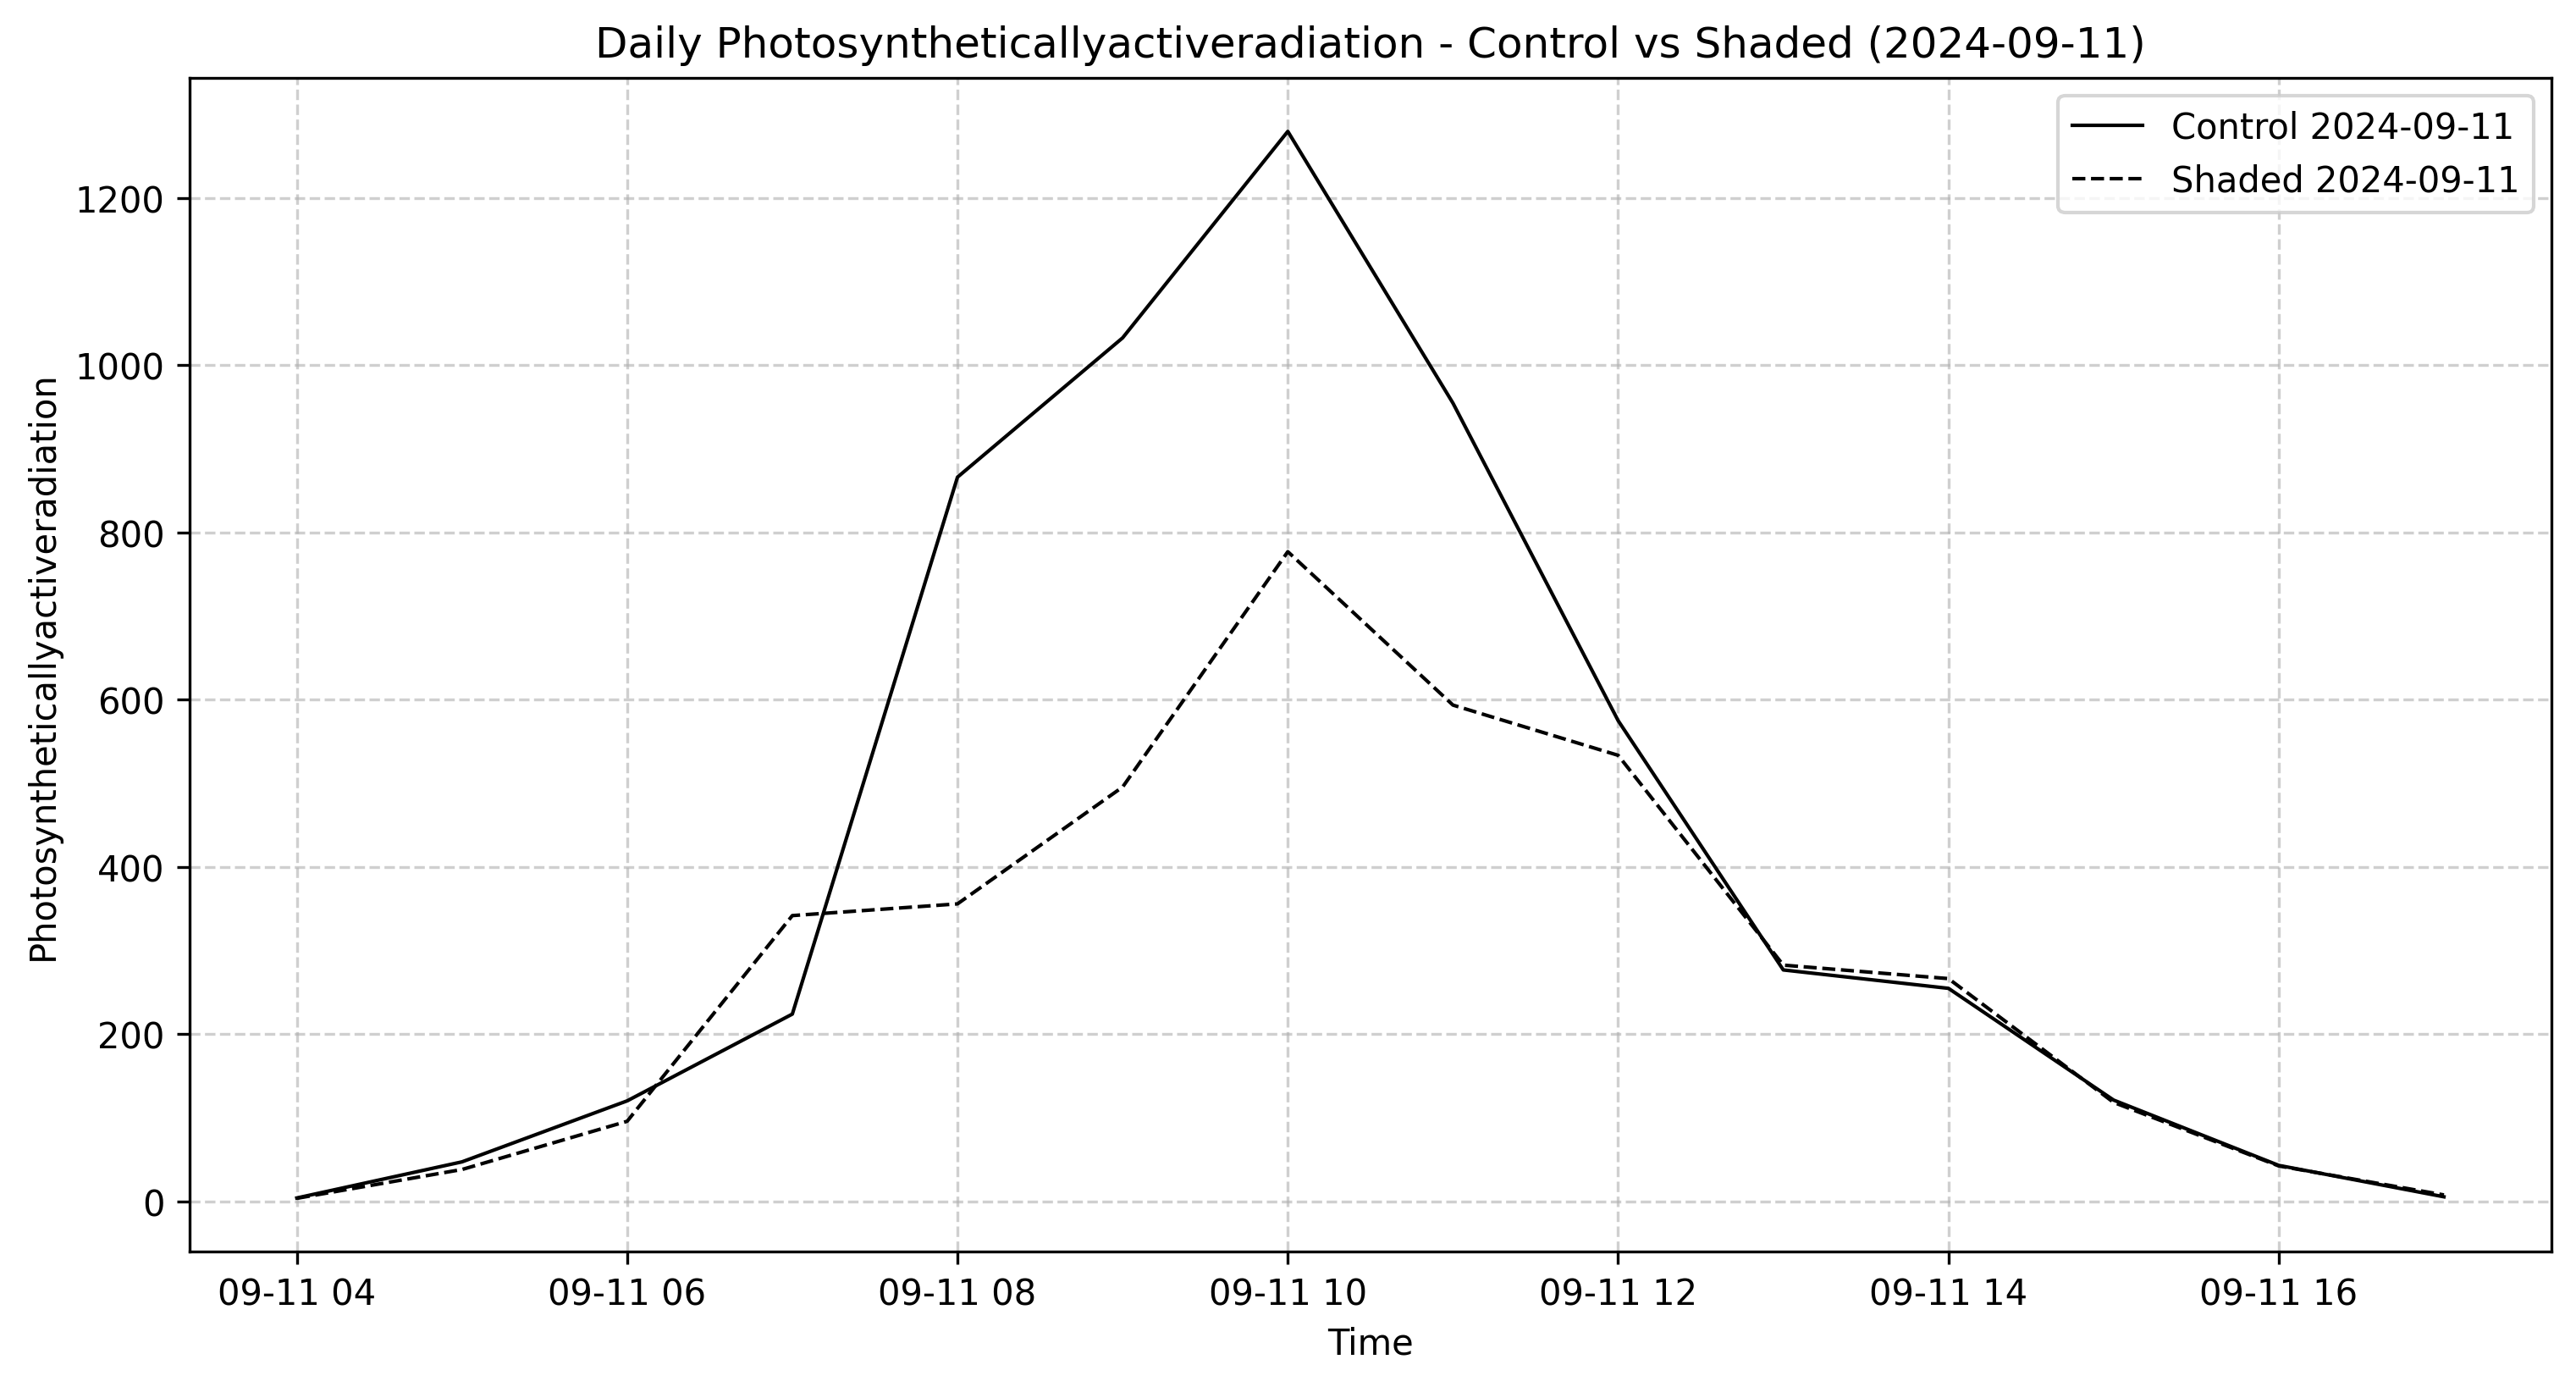 Daily Photosyntheticallyactiveradiation - Control vs Shaded (2024-09-11)
Control 2024-09-11
Shaded 2024-09-11
Photosyntheticallyactiveradiation
1200
1000
800
600
400
200
0
09-11 04
09-11 06
09-11 08
09-11 10
09-11 12
09-11 14
09-11 16
Time